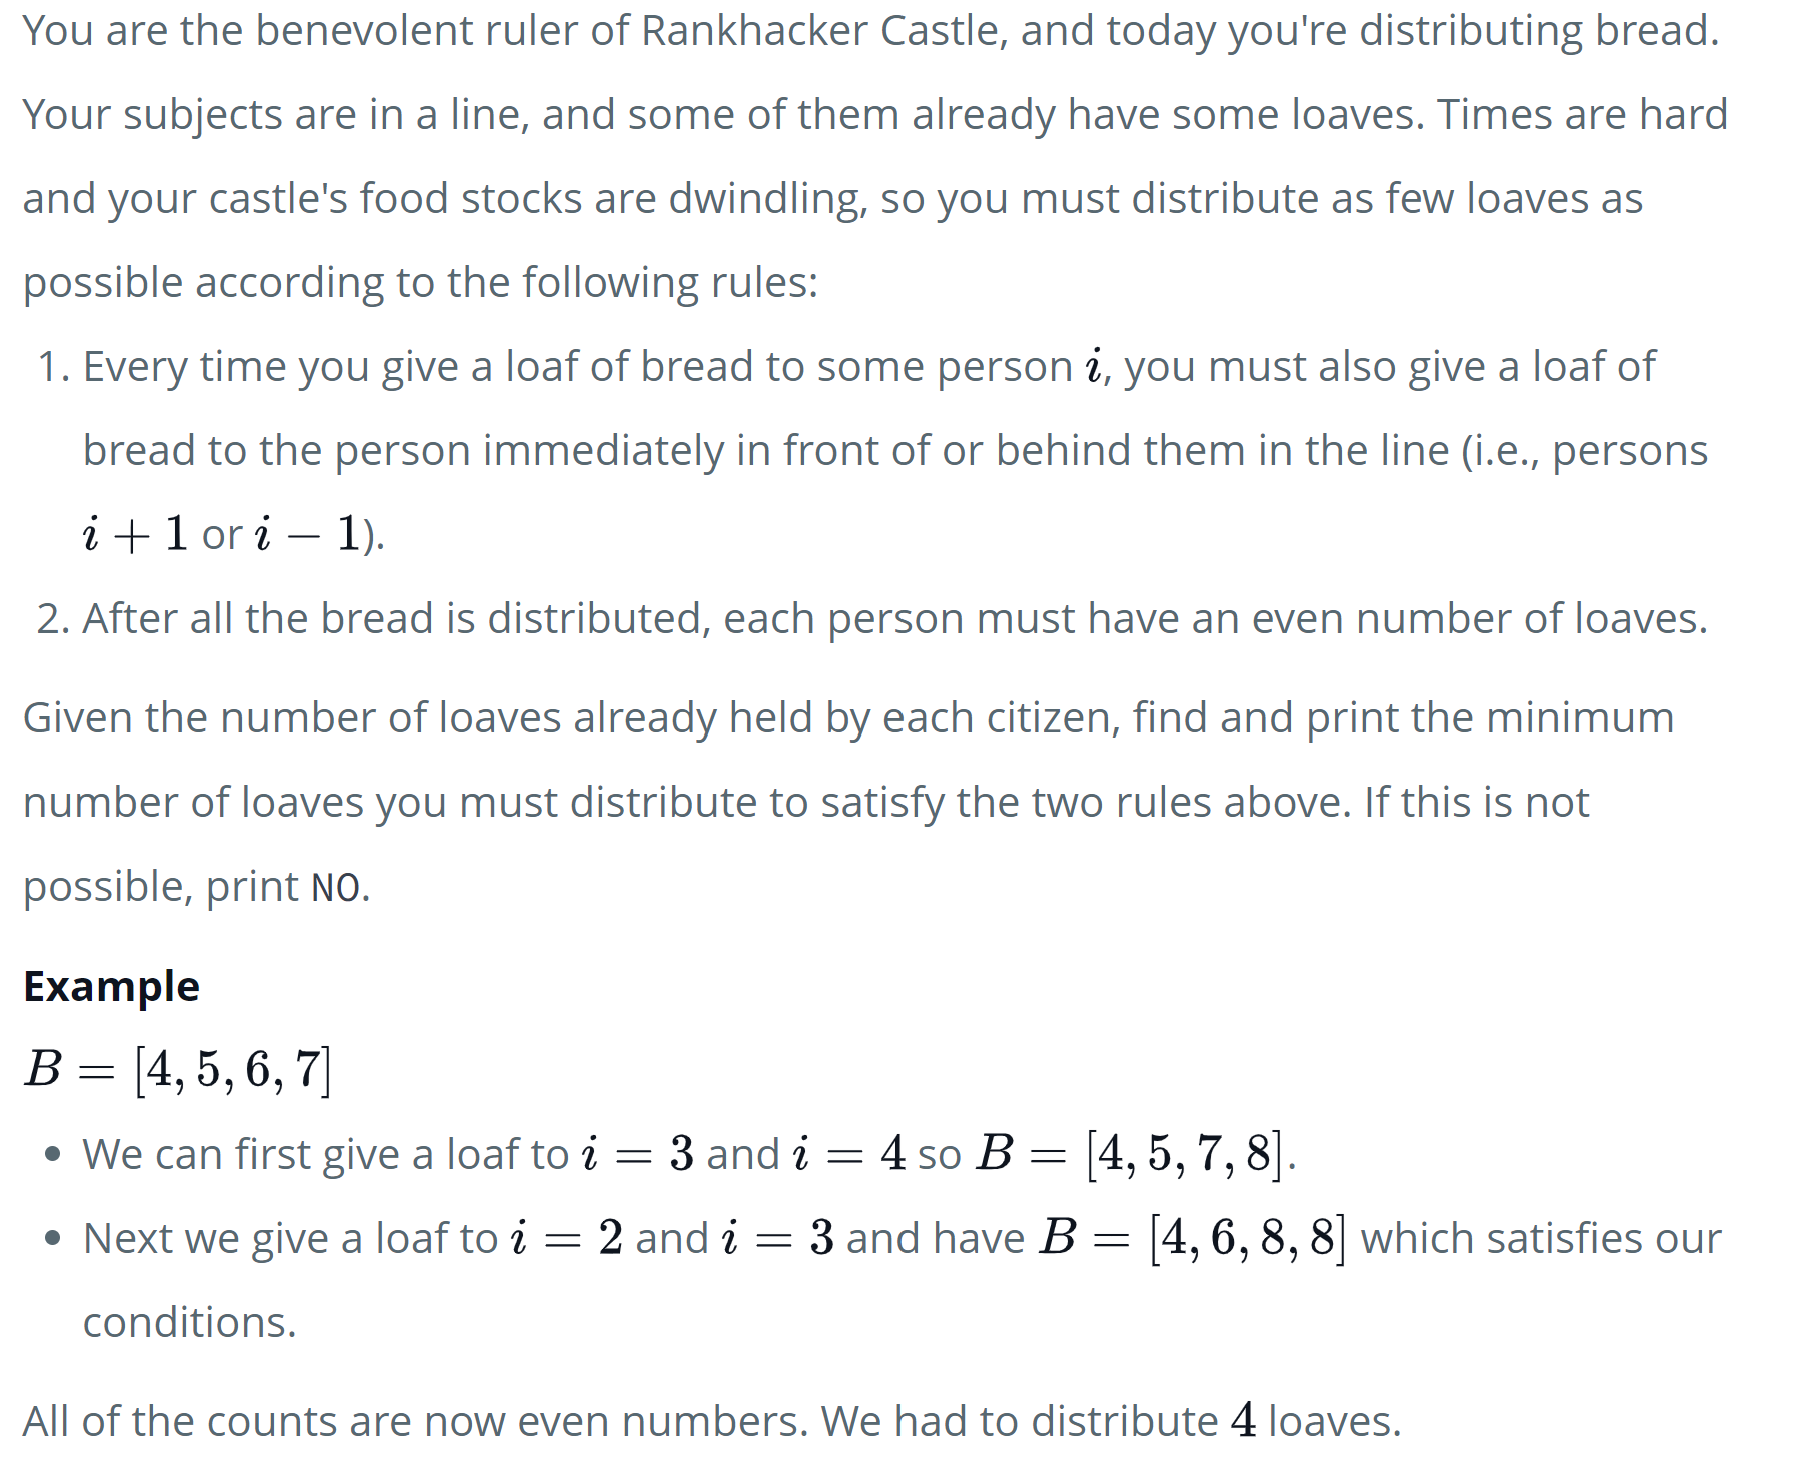 You are the benevolent ruler of Rankhacker Castle, and today you're distributing bread.
Your subjects are in a line, and some of them already have some loaves. Times are hard
and your castle's food stocks are dwindling, so you must distribute as few loaves as
possible according to the following rules:
1. Every time you give a loaf of bread to some person i, you must also give a loaf of
bread to the person immediately in front of or behind them in the line (i.e., persons
i + 1 or i − 1).
2. After all the bread is distributed, each person must have an even number of loaves.
Given the number of loaves already held by each citizen, find and print the minimum
number of loaves you must distribute to satisfy the two rules above. If this is not
possible, print NO.
Example
B = [4, 5, 6, 7]
• We can first give a loaf to i = 3 and i = 4 so B = [4, 5, 7, 8].
• Next we give a loaf to i = 2 and i = 3 and have B = [4, 6, 8, 8] which satisfies our
conditions.
All of the counts are now even numbers. We had to distribute 4 loaves.